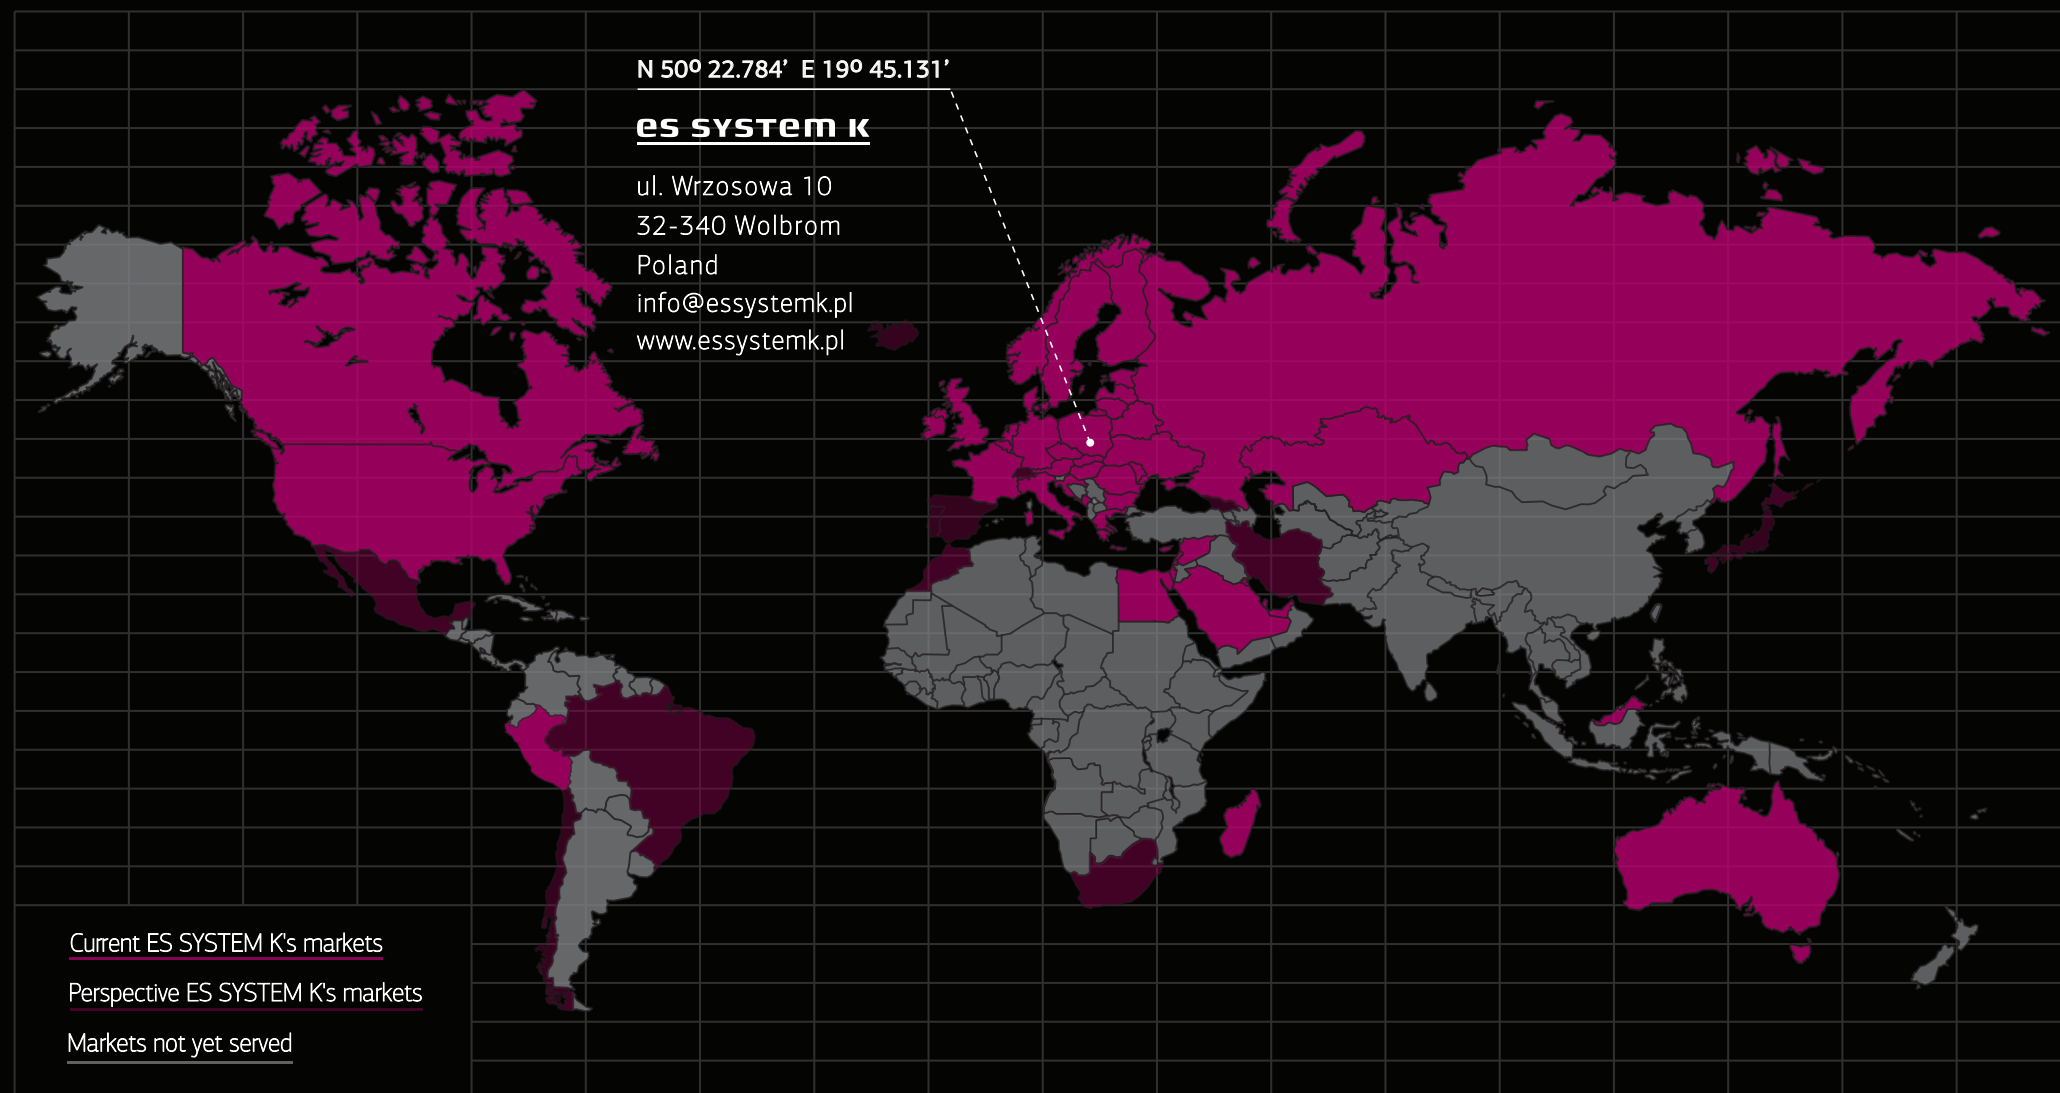 N 50º 22.784’ E 19º 45.131’
es system k
ul. Wrzosowa 10
32-340 Wolbrom
Poland
info@essystemk.pl
www.essystemk.pl
Current ES SYSTEM K's markets
Perspective ES SYSTEM K's markets
Markets not yet served